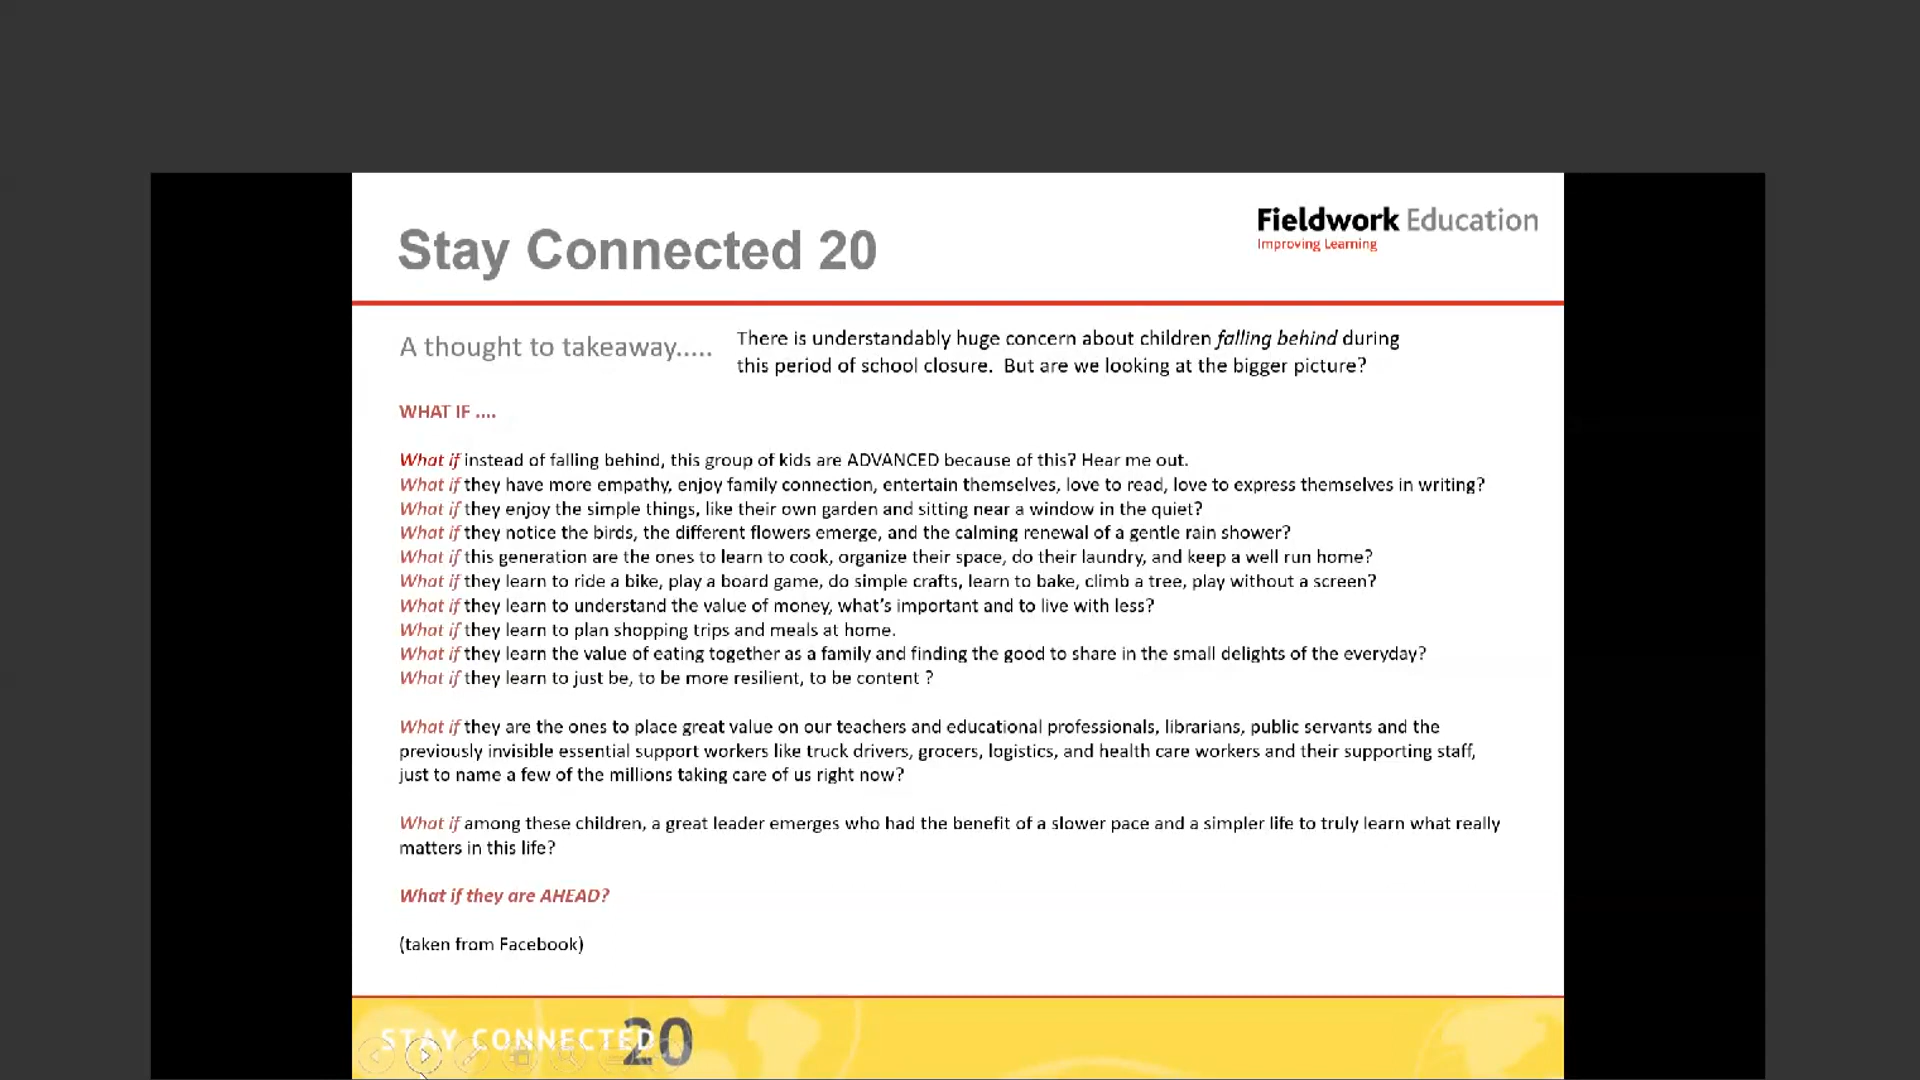 Stay Connected 20
Fieldwork Education
Improving Learning
A thought to takeaway.....
There is understandably huge concern about children falling behind during
this period of school closure.  But are we looking at the bigger picture?
WHAT IF ....
What if instead of falling behind, this group of kids are ADVANCED because of this? Hear me out.
What if they have more empathy, enjoy family connection, entertain themselves, love to read, love to express themselves in writing?
What if they enjoy the simple things, like their own garden and sitting near a window in the quiet?
What if they notice the birds, the different flowers emerge, and the calming renewal of a gentle rain shower?
What if this generation are the ones to learn to cook, organize their space, do their laundry, and keep a well run home?
What if they learn to ride a bike, play a board game, do simple crafts, learn to bake, climb a tree, play without a screen?
What if they learn to understand the value of money, what's important and to live with less?
What if they learn to plan shopping trips and meals at home.
What if they learn the value of eating together as a family and finding the good to share in the small delights of the everyday?
What if they learn to just be, to be more resilient, to be content ?
What if they are the ones to place great value on our teachers and educational professionals, librarians, public servants and the
previously invisible essential support workers like truck drivers, grocers, logistics, and health care workers and their supporting staff,
just to name a few of the millions taking care of us right now?
What if among these children, a great leader emerges who had the benefit of a slower pace and a simpler life to truly learn what really
matters in this life?
What if they are AHEAD?
(taken from Facebook)
STAY CONNECTED 20